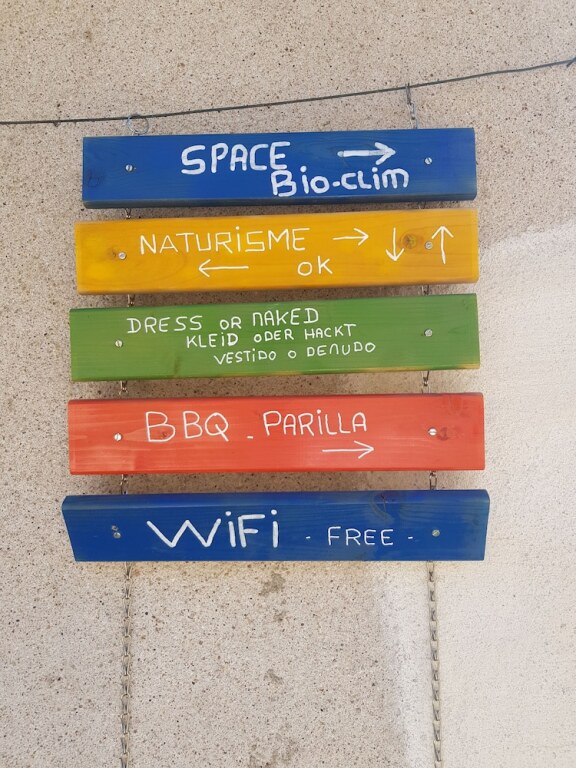 SPACE →
Bio-cLim
NATURiSME → ↓ ↑
← OK
DRESS OR NAKED
KLEiD ODER HACKT
VESTiDO O DENUDO
BBQ - PARiLLA
→
WiFi - FREE -